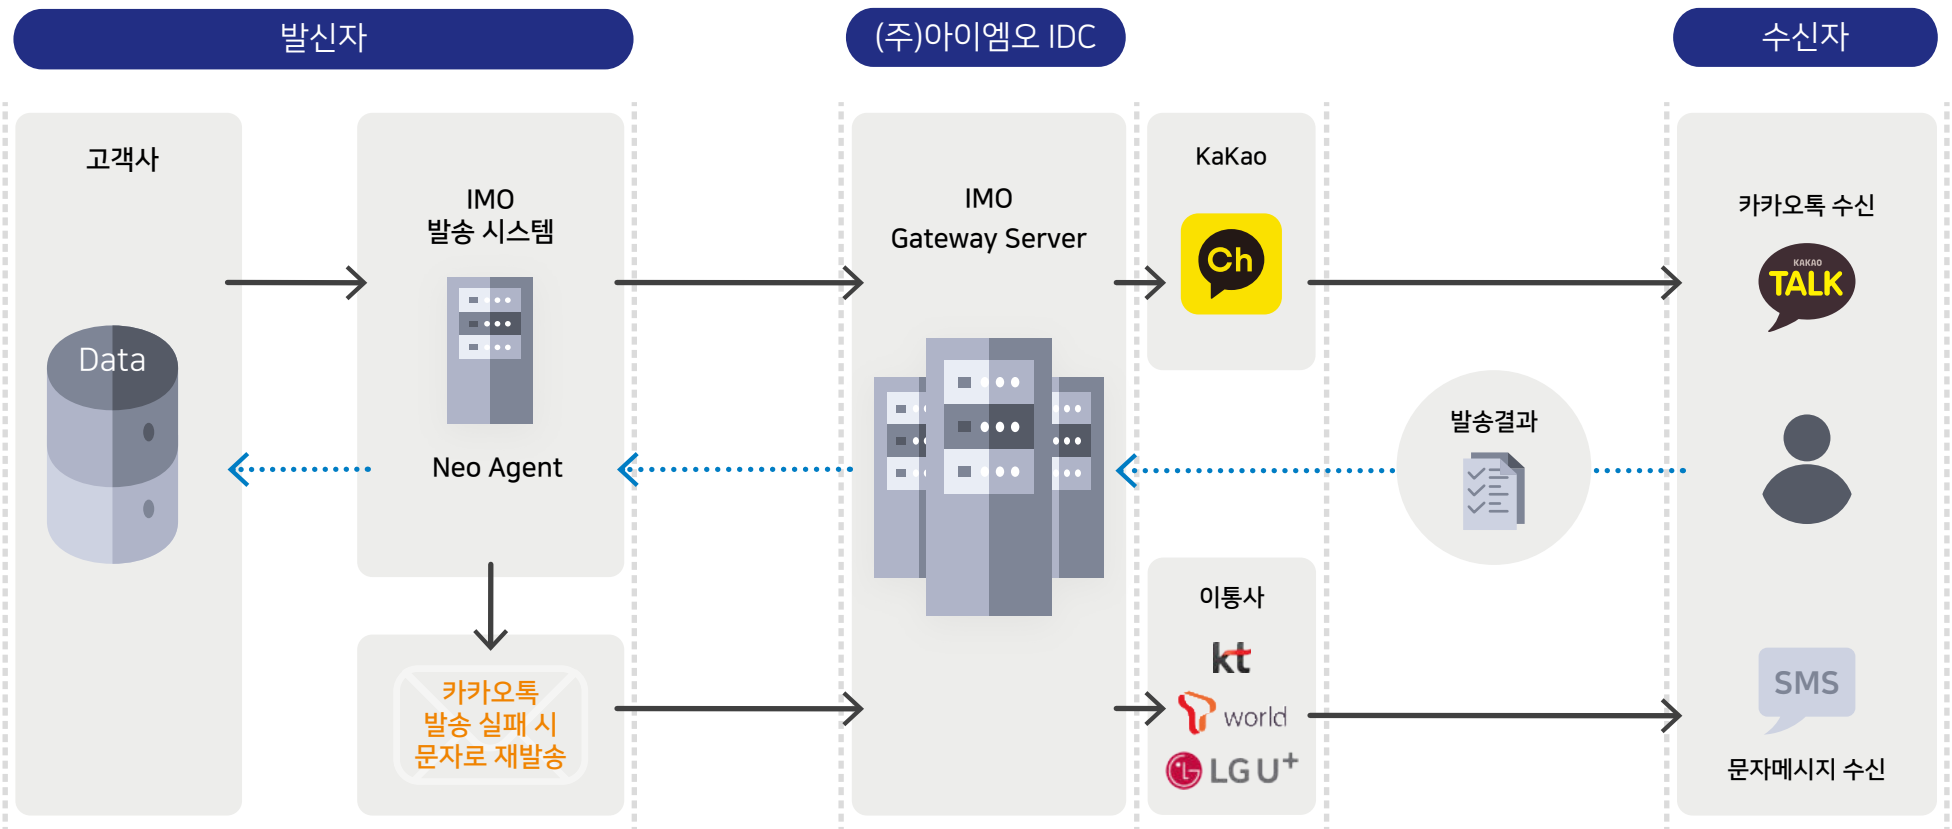 발신자
(주)아이엠오 IDC
수신자
고객사
Data
IMO
발송 시스템
Neo Agent
카카오톡
발송 실패 시
문자로 재발송
IMO
Gateway Server
KaKao
Ch
이통사
kt
T world
LG U+
발송결과
카카오톡 수신
KAKAO
TALK
SMS
문자메시지 수신